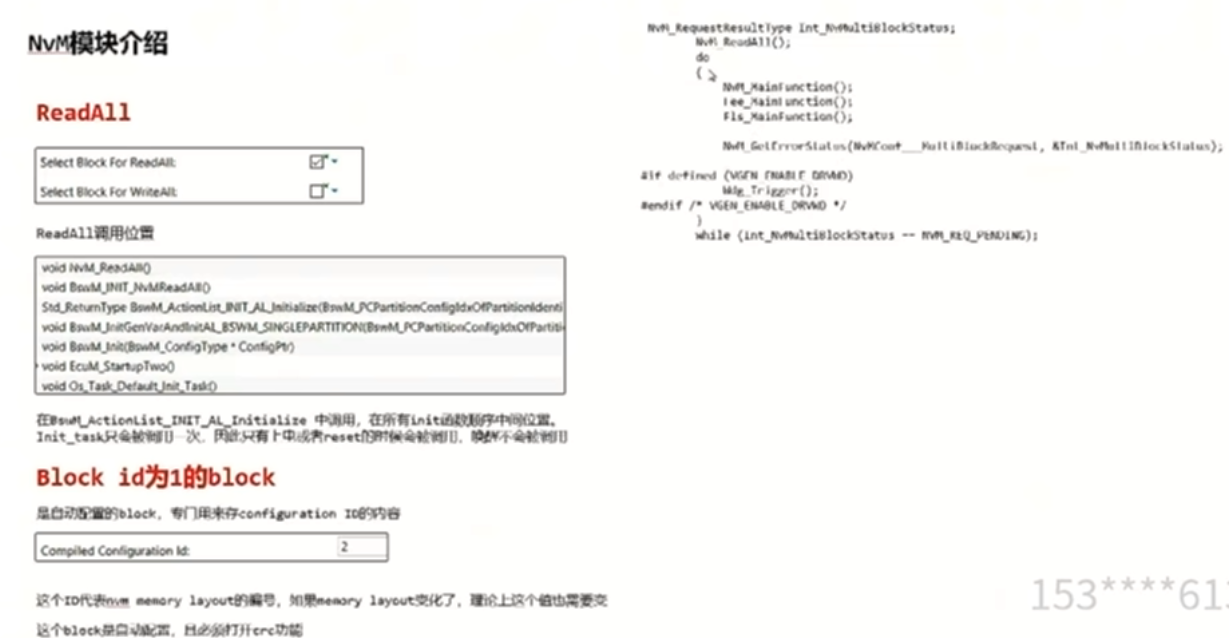 NvM模块介绍
ReadAll
Select Block For ReadAll:
Select Block For WriteAll:
ReadAll调用位置
void NvM_ReadAll()
void BswM_INIT_NvMReadAll()
Std_ReturnType BswM_ActionList_INIT_AL_Initialize(BswM_PCPartitionConfigIdxOfPartitionIdenti
void BswM_InitGenVarAndInitAL_BSWM_SINGLEPARTITION(BswM_PCPartitionConfigIdxOfPartiti
void BswM_Init(BswM_ConfigType * ConfigPtr)
void EcuM_StartupTwo()
void Os_Task_Default_Init_Task()
在BswM_ActionList_INIT_AL_Initialize 中调用，在所有init函数顺序中间位置。
Init_task只会被调用一次，因此只有上电或者reset的时候会被调用，唤醒不会被调用
Block id为1的block
是自动配置的block，专门用来存configuration ID的内容
Compiled Configuration Id: 2
这个ID代表nvm memory layout的编号，如果memory layout变化了，理论上这个值也需要变
这个block是自动配置，且必须打开crc功能
NvM_RequestResultType Int_NvMultiBlockStatus;
NvM_ReadAll();
do
{
NvM_MainFunction();
Fee_MainFunction();
Fls_MainFunction();
NvM_GetErrorStatus(NvMConf___MultiBlockRequest, &Int_NvMultiBlockStatus);
#if defined (VGEN_ENABLE_DRVWD)
Wdg_Trigger();
#endif /* VGEN_ENABLE_DRVWD */
}
while (Int_NvMultiBlockStatus == NVM_REQ_PENDING);
153****61